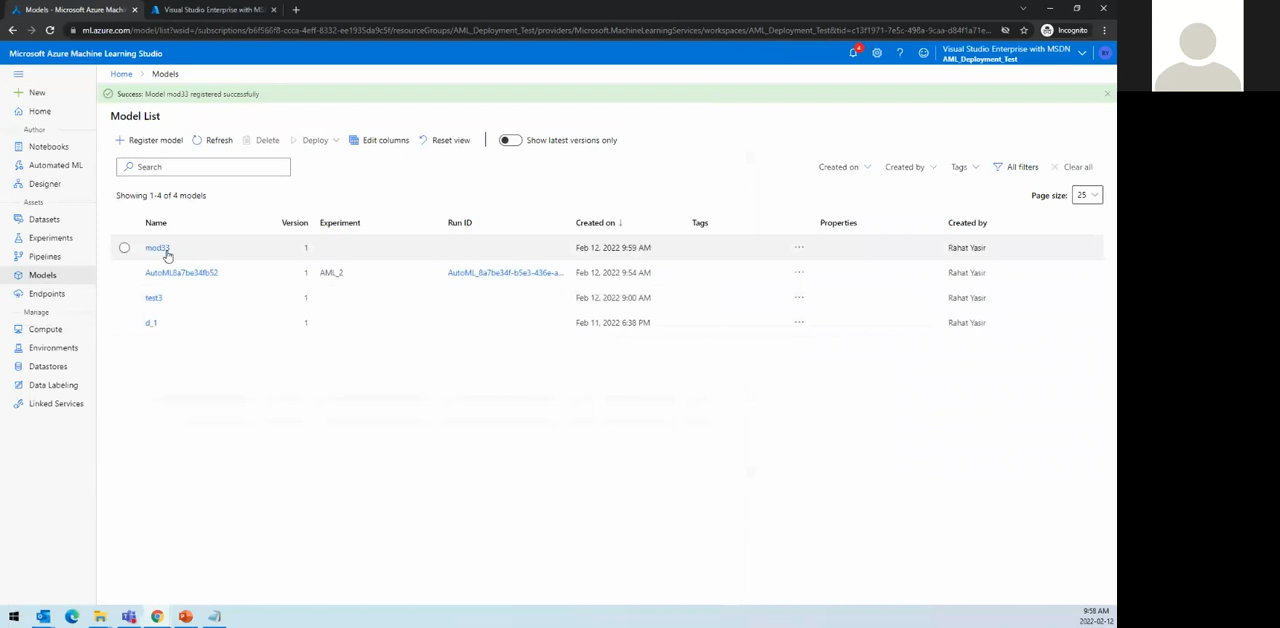 Models - Microsoft Azure Machin
Visual Studio Enterprise with MSD
ml.azure.com/model/list?wsid=/subscriptions/b6f566f8-ccca-4eff-8332-ee1935da9c5f/resourceGroups/AML_Deployment_Test/providers/Microsoft.MachineLearningServices/workspaces/AML_Deployment_Test&tid=c13f1971-7e5c-498a-9caa-d84f1a71e...
Incognito
Microsoft Azure Machine Learning Studio
4
Visual Studio Enterprise with MSDN
AML_Deployment_Test
RY
New
Home
Author
Notebooks
Automated ML
Designer
Assets
Datasets
Experiments
Pipelines
Models
Endpoints
Manage
Compute
Environments
Datastores
Data Labeling
Linked Services
Home > Models
Success: Model mod33 registered successfully
Model List
Register model Refresh Delete Deploy Edit columns Reset view Show latest versions only
Search
Created on Created by Tags All filters Clear all
Showing 1-4 of 4 models
Page size: 25
Name Version Experiment Run ID Created on ↓ Tags Properties Created by
mod33 1 Feb 12, 2022 9:59 AM ... Rahat Yasir
AutoML8a7be34fb52 1 AML_2 AutoML_8a7be34f-b5e3-436e-a... Feb 12, 2022 9:54 AM ... Rahat Yasir
test3 1 Feb 12, 2022 9:00 AM ... Rahat Yasir
d_1 1 Feb 11, 2022 6:38 PM ... Rahat Yasir
9:58 AM
2022-02-12